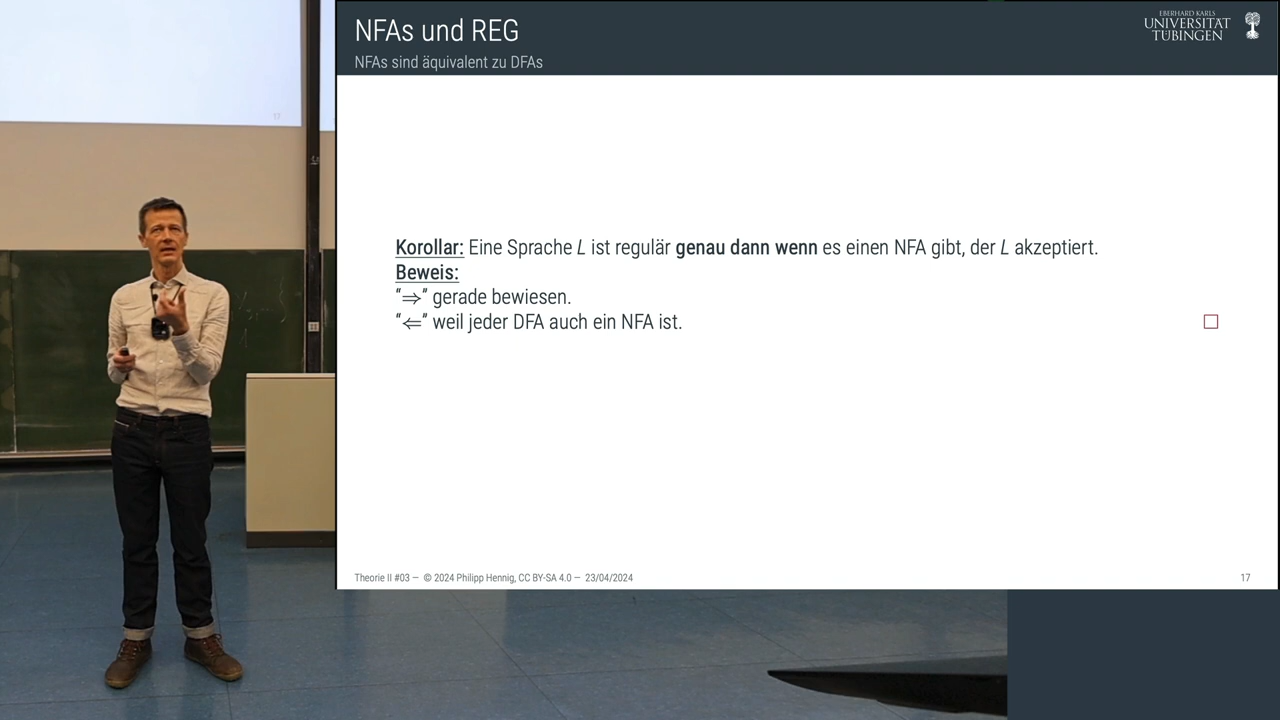 NFAs und REG
NFAs sind äquivalent zu DFAs
EBERHARD KARLS
UNIVERSITÄT
TÜBINGEN
Korollar: Eine Sprache L ist regulär genau dann wenn es einen NFA gibt, der L akzeptiert.
Beweis:
“⇒” gerade bewiesen.
“⇐” weil jeder DFA auch ein NFA ist.
Theorie II #03 — © 2024 Philipp Hennig, CC BY-SA 4.0 — 23/04/2024
17
17